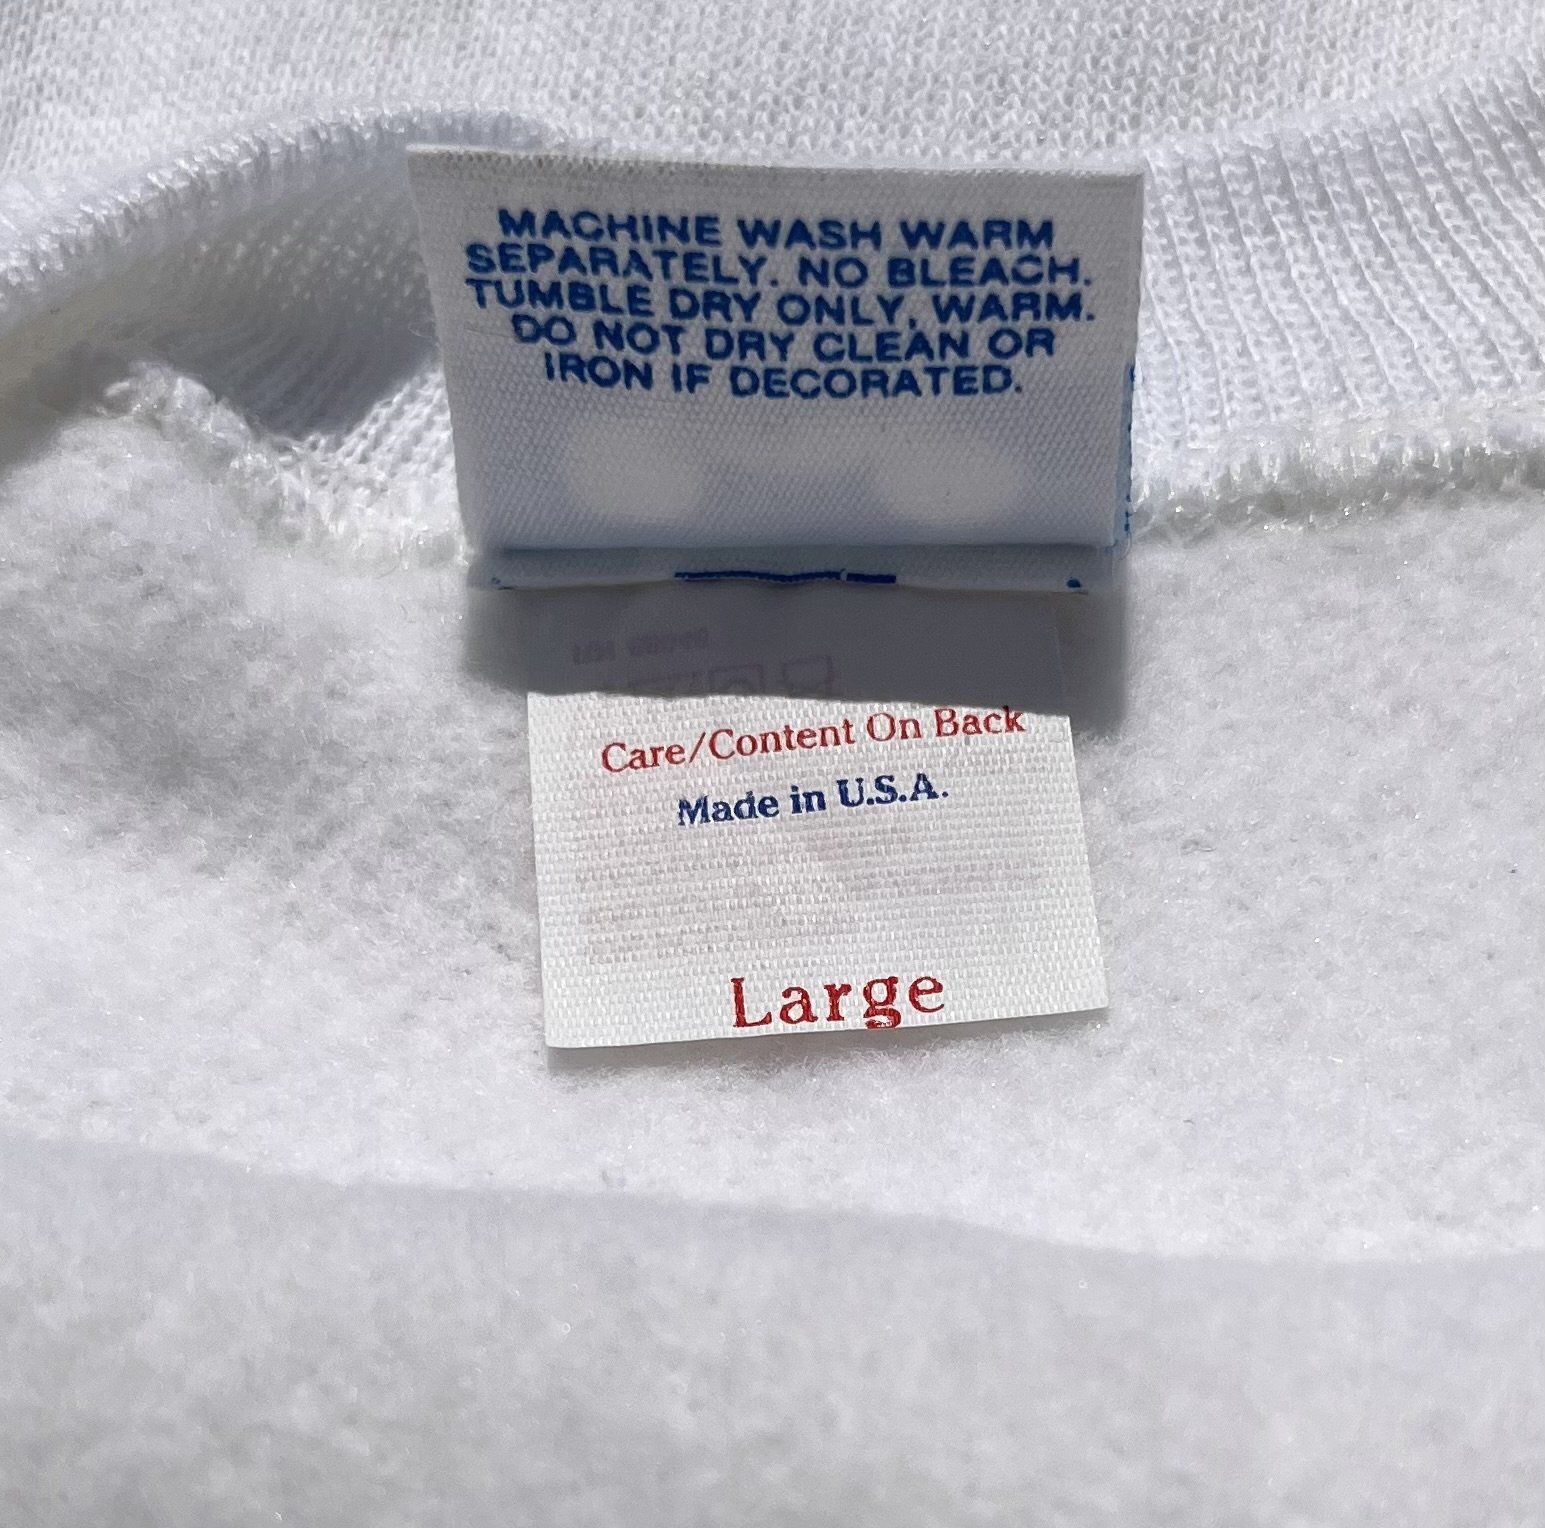 MACHINE WASH WARM
SEPARATELY. NO BLEACH.
TUMBLE DRY ONLY, WARM.
DO NOT DRY CLEAN OR
IRON IF DECORATED.
Care/Content On Back
Made in U.S.A.
Large